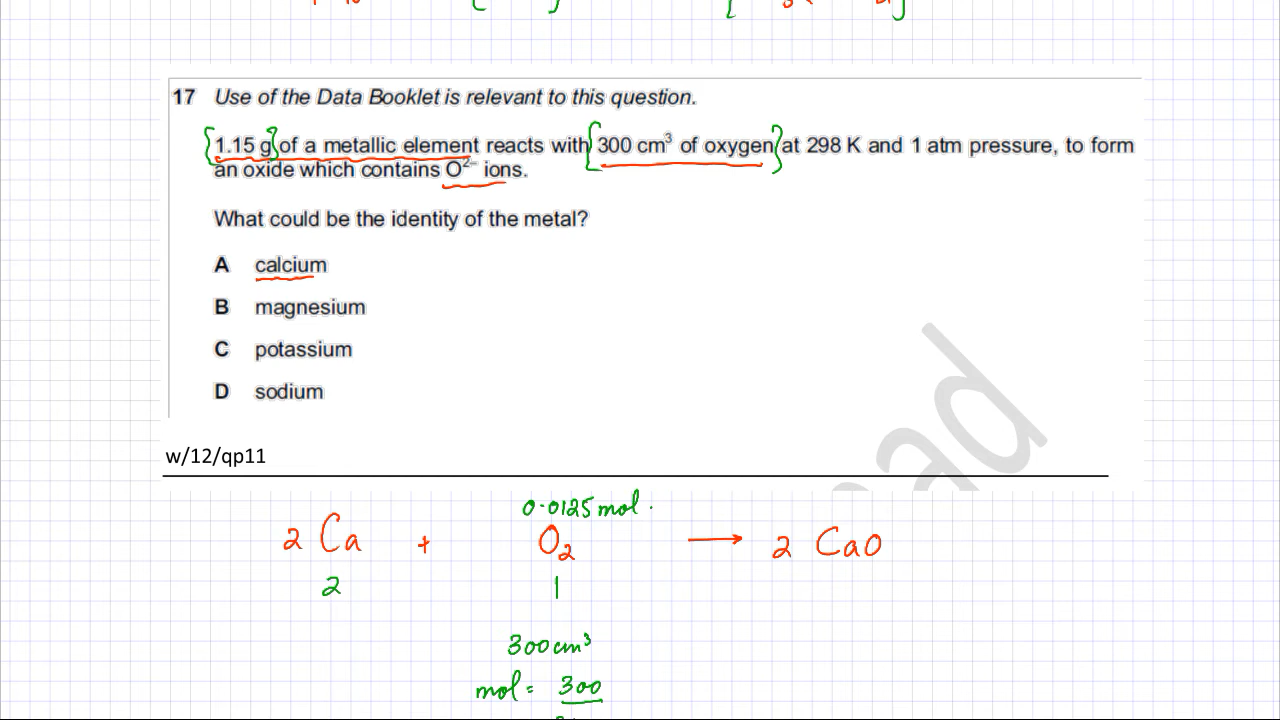 17 Use of the Data Booklet is relevant to this question.
1.15 g of a metallic element reacts with 300 cm³ of oxygen at 298 K and 1 atm pressure, to form
an oxide which contains O²⁻ ions.
What could be the identity of the metal?
A calcium
B magnesium
C potassium
D sodium
w/12/qp11
0.0125 mol.
2 Ca + O₂ ⟶ 2 CaO
2 1
300 cm³
mol = 300